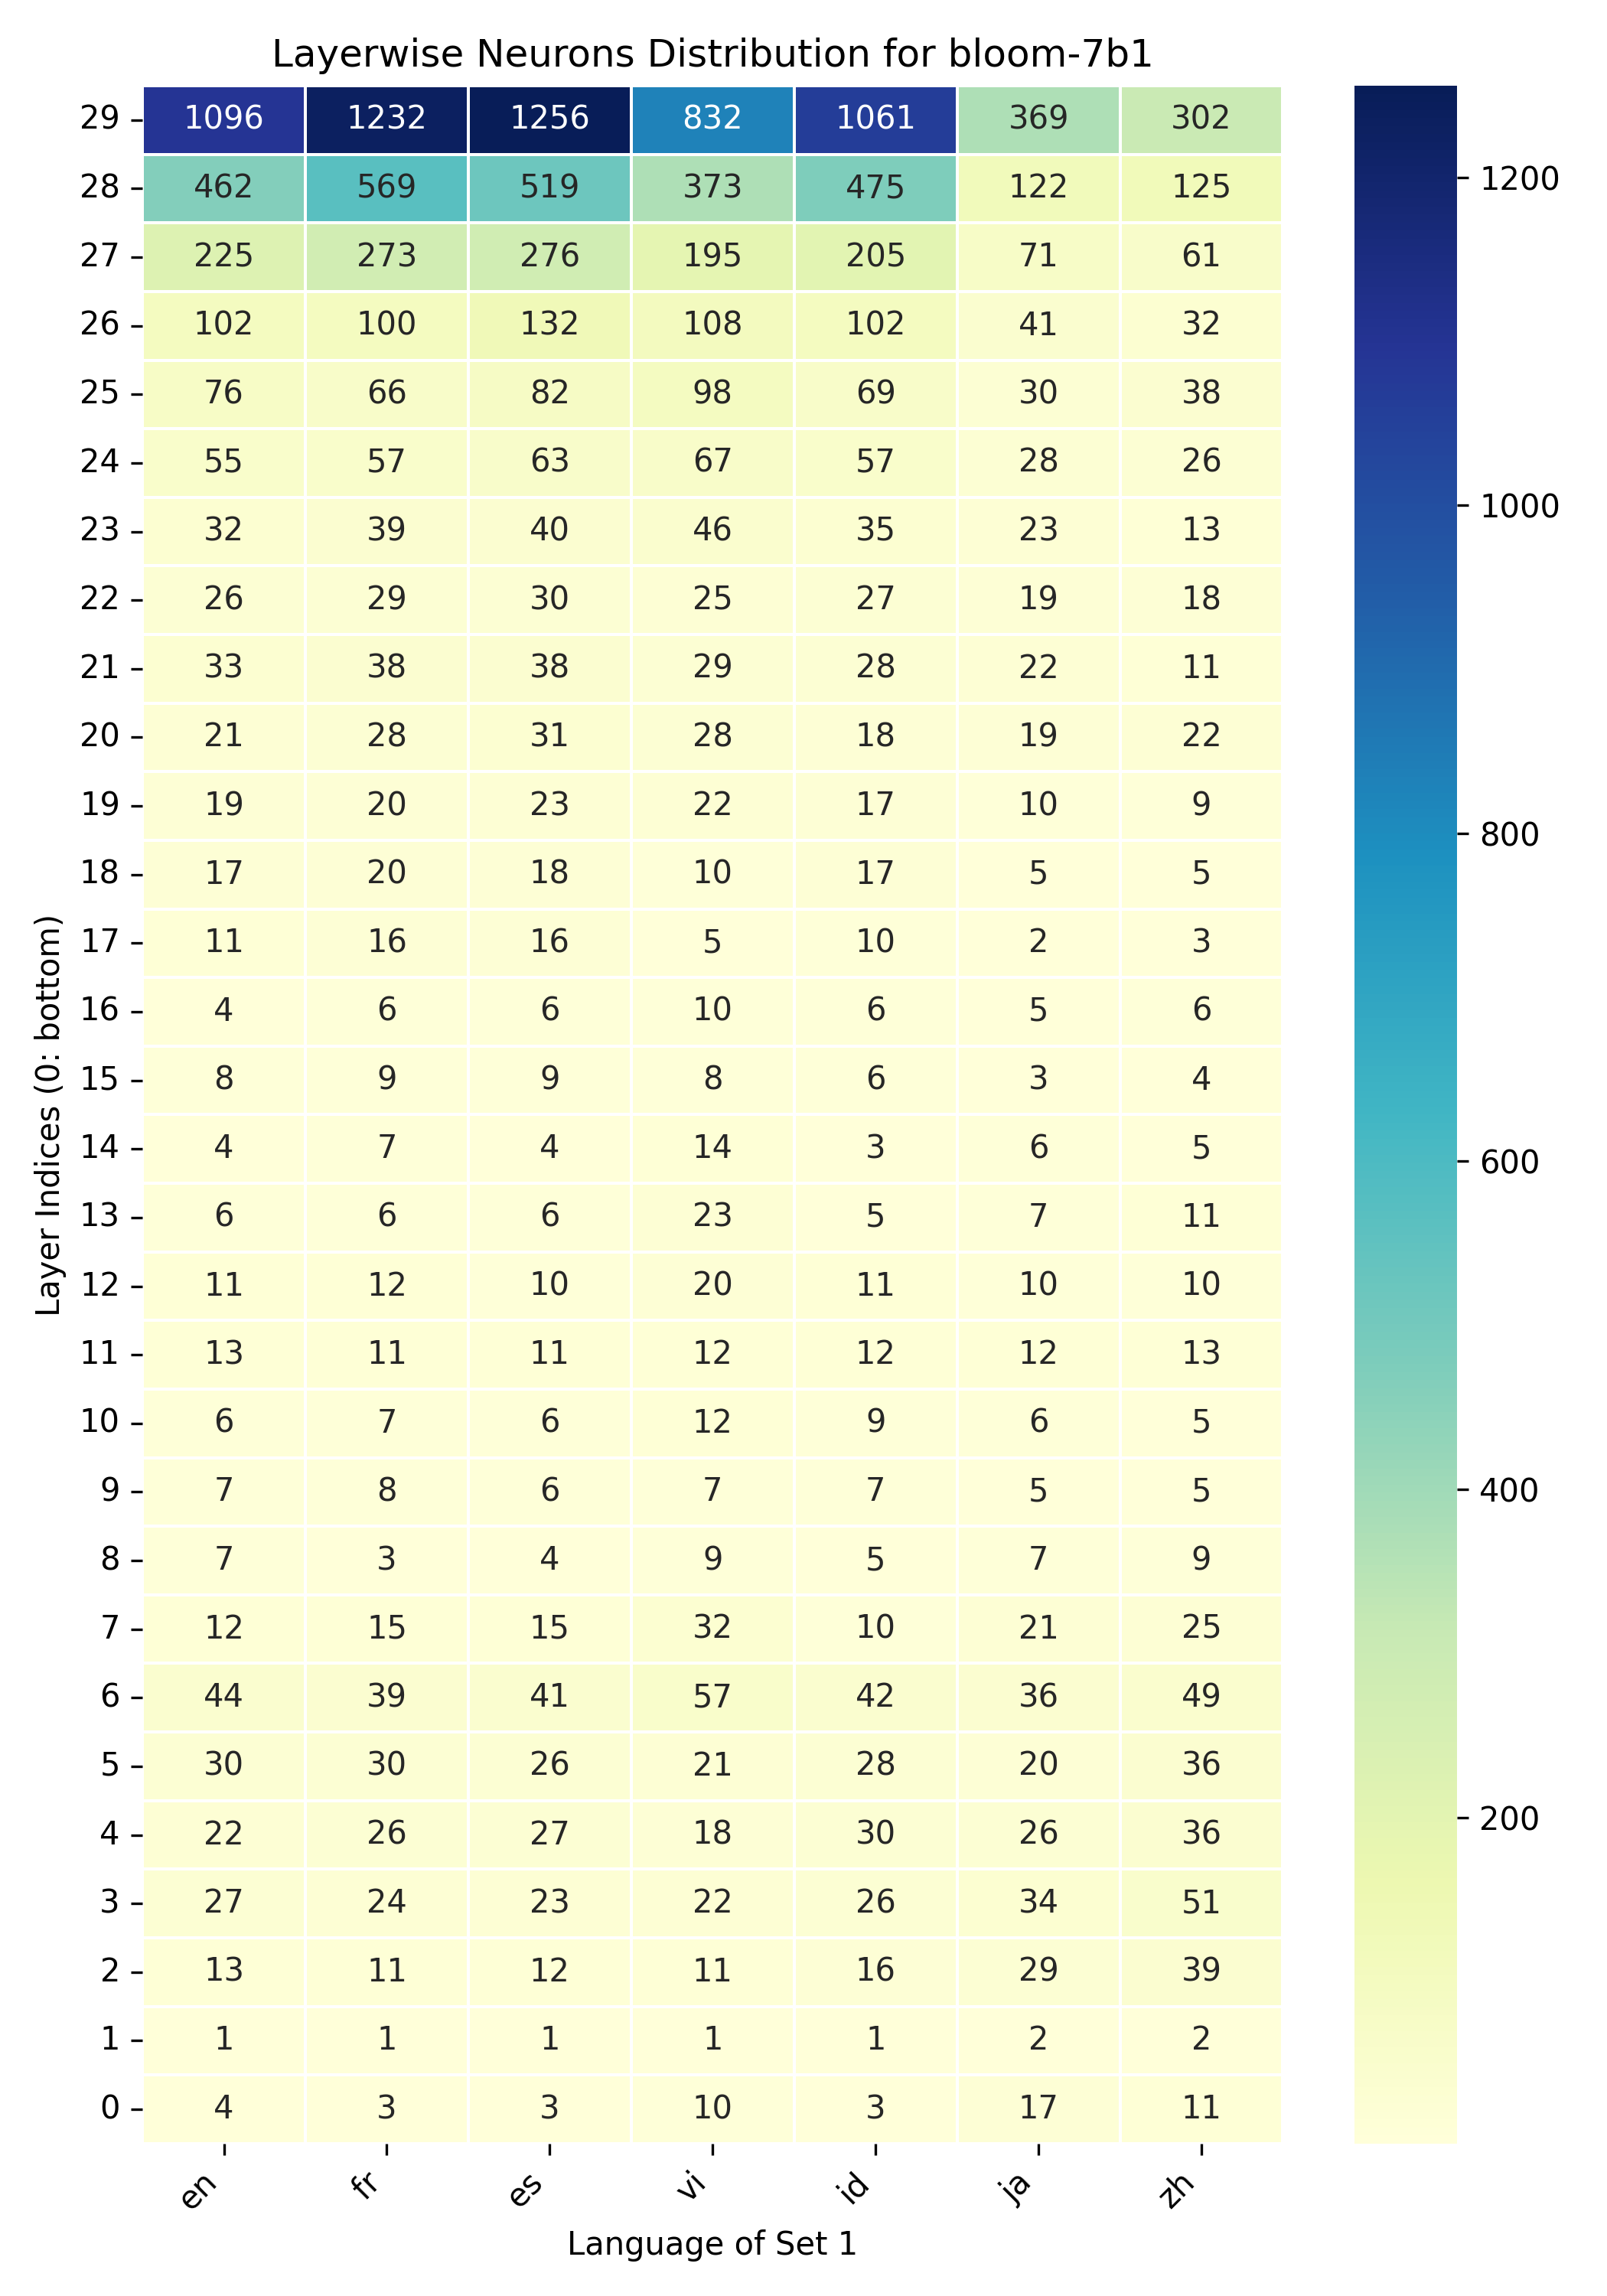 Layerwise Neurons Distribution for bloom-7b1
29 1096 1232 1256 832 1061 369 302
28 462 569 519 373 475 122 125
27 225 273 276 195 205 71 61
26 102 100 132 108 102 41 32
25 76 66 82 98 69 30 38
24 55 57 63 67 57 28 26
23 32 39 40 46 35 23 13
22 26 29 30 25 27 19 18
21 33 38 38 29 28 22 11
20 21 28 31 28 18 19 22
19 19 20 23 22 17 10 9
18 17 20 18 10 17 5 5
17 11 16 16 5 10 2 3
16 4 6 6 10 6 5 6
15 8 9 9 8 6 3 4
14 4 7 4 14 3 6 5
13 6 6 6 23 5 7 11
12 11 12 10 20 11 10 10
11 13 11 11 12 12 12 13
10 6 7 6 12 9 6 5
9 7 8 6 7 7 5 5
8 7 3 4 9 5 7 9
7 12 15 15 32 10 21 25
6 44 39 41 57 42 36 49
5 30 30 26 21 28 20 36
4 22 26 27 18 30 26 36
3 27 24 23 22 26 34 51
2 13 11 12 11 16 29 39
1 1 1 1 1 1 2 2
0 4 3 3 10 3 17 11
en fr es vi id ja zh
Language of Set 1
Layer Indices (0: bottom)
1200
1000
800
600
400
200